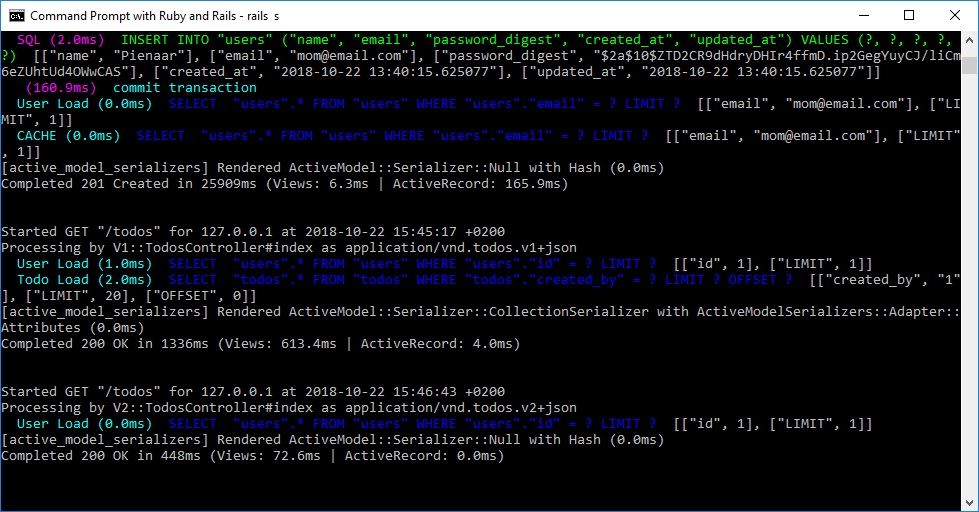 Command Prompt with Ruby and Rails - rails s
SQL (2.0ms)  INSERT INTO "users" ("name", "email", "password_digest", "created_at", "updated_at") VALUES (?, ?, ?, ?,
?)  [["name", "Pienaar"], ["email", "mom@email.com"], ["password_digest", "$2a$10$ZTD2CR9dHdryDHIr4ffmD.ip2GegYuyCJ/liCm
6eZUhtUd4OWwCAS"], ["created_at", "2018-10-22 13:40:15.625077"], ["updated_at", "2018-10-22 13:40:15.625077"]]
(160.9ms)  commit transaction
User Load (0.0ms)  SELECT  "users".* FROM "users" WHERE "users"."email" = ? LIMIT ?  [["email", "mom@email.com"], ["LI
MIT", 1]]
CACHE (0.0ms)  SELECT  "users".* FROM "users" WHERE "users"."email" = ? LIMIT ?  [["email", "mom@email.com"], ["LIMIT"
, 1]]
[active_model_serializers] Rendered ActiveModel::Serializer::Null with Hash (0.0ms)
Completed 201 Created in 25909ms (Views: 6.3ms | ActiveRecord: 165.9ms)
Started GET "/todos" for 127.0.0.1 at 2018-10-22 15:45:17 +0200
Processing by V1::TodosController#index as application/vnd.todos.v1+json
User Load (1.0ms)  SELECT  "users".* FROM "users" WHERE "users"."id" = ? LIMIT ?  [["id", 1], ["LIMIT", 1]]
Todo Load (2.0ms)  SELECT  "todos".* FROM "todos" WHERE "todos"."created_by" = ? LIMIT ? OFFSET ?  [["created_by", "1"
], ["LIMIT", 20], ["OFFSET", 0]]
[active_model_serializers] Rendered ActiveModel::Serializer::CollectionSerializer with ActiveModelSerializers::Adapter::
Attributes (0.0ms)
Completed 200 OK in 1336ms (Views: 613.4ms | ActiveRecord: 4.0ms)
Started GET "/todos" for 127.0.0.1 at 2018-10-22 15:46:43 +0200
Processing by V2::TodosController#index as application/vnd.todos.v2+json
User Load (0.0ms)  SELECT  "users".* FROM "users" WHERE "users"."id" = ? LIMIT ?  [["id", 1], ["LIMIT", 1]]
[active_model_serializers] Rendered ActiveModel::Serializer::Null with Hash (0.0ms)
Completed 200 OK in 448ms (Views: 72.6ms | ActiveRecord: 0.0ms)